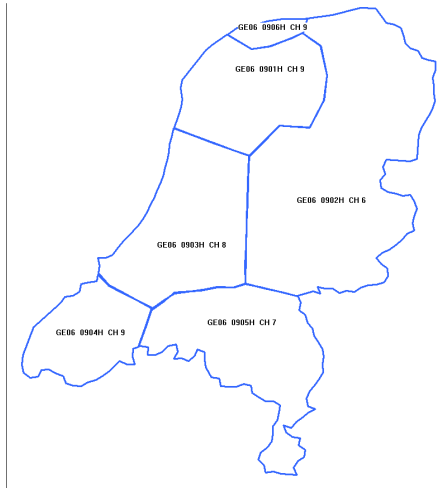 GE06 0906H CH 9
GE06 0901H CH 9
GE06 0902H CH 6
GE06 0903H CH 8
GE06 0905H CH 7
GE06 0904H CH 9